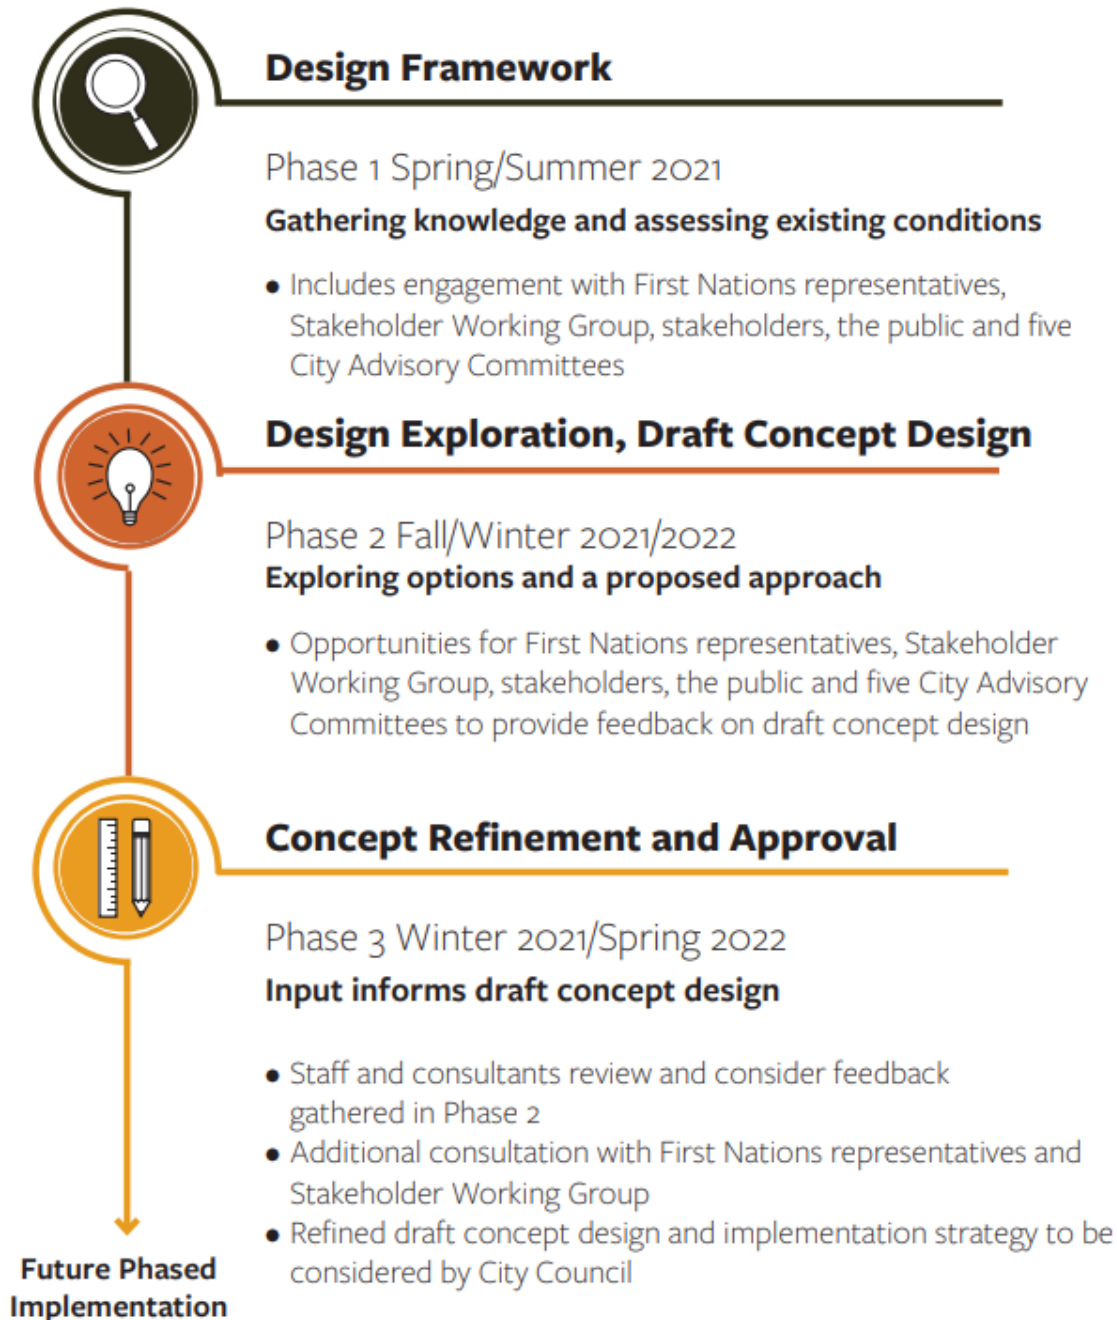 Design Framework
Phase 1 Spring/Summer 2021
Gathering knowledge and assessing existing conditions
● Includes engagement with First Nations representatives,
Stakeholder Working Group, stakeholders, the public and five
City Advisory Committees
Design Exploration, Draft Concept Design
Phase 2 Fall/Winter 2021/2022
Exploring options and a proposed approach
● Opportunities for First Nations representatives, Stakeholder
Working Group, stakeholders, the public and five City Advisory
Committees to provide feedback on draft concept design
Concept Refinement and Approval
Phase 3 Winter 2021/Spring 2022
Input informs draft concept design
● Staff and consultants review and consider feedback
gathered in Phase 2
● Additional consultation with First Nations representatives and
Stakeholder Working Group
● Refined draft concept design and implementation strategy to be
considered by City Council
Future Phased
Implementation